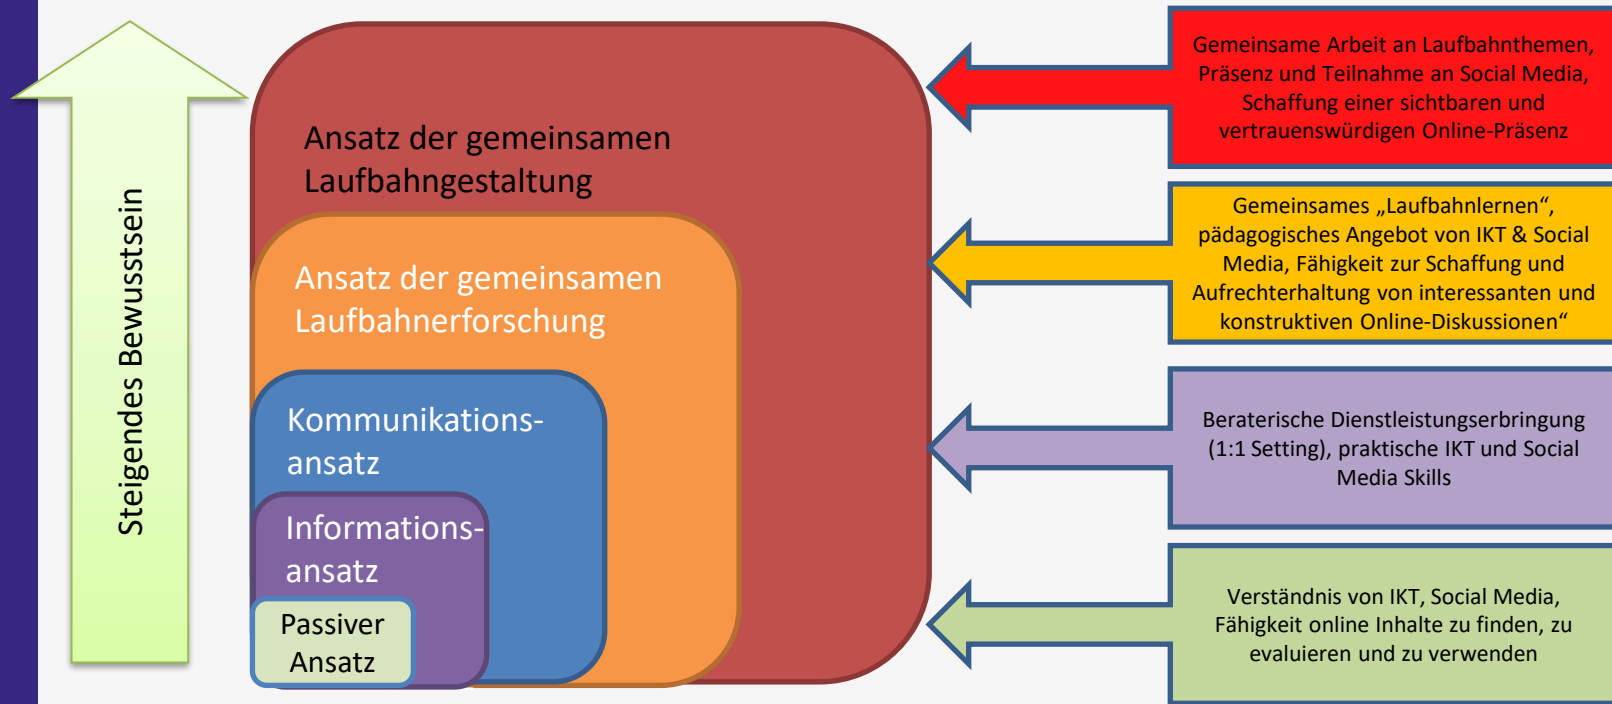 Steigendes Bewusstsein
Ansatz der gemeinsamen
Laufbahngestaltung
Ansatz der gemeinsamen
Laufbahnerforschung
Kommunikations-
ansatz
Informations-
ansatz
Passiver
Ansatz
Gemeinsame Arbeit an Laufbahnthemen,
Präsenz und Teilnahme an Social Media,
Schaffung einer sichtbaren und
vertrauenswürdigen Online-Präsenz
Gemeinsames „Laufbahnlernen“,
pädagogisches Angebot von IKT & Social
Media, Fähigkeit zur Schaffung und
Aufrechterhaltung von interessanten und
konstruktiven Online-Diskussionen“
Beraterische Dienstleistungserbringung
(1:1 Setting), praktische IKT und Social
Media Skills
Verständnis von IKT, Social Media,
Fähigkeit online Inhalte zu finden, zu
evaluieren und zu verwenden